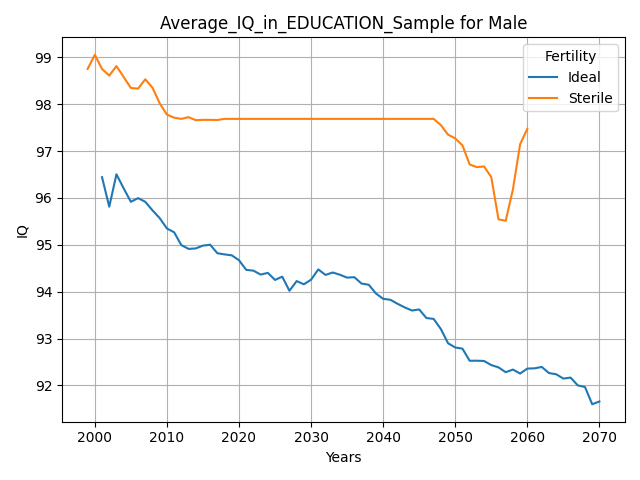 Average_IQ_in_EDUCATION_Sample for Male
Fertility
Ideal
Sterile
99
98
97
96
95
94
93
92
IQ
2000 2010 2020 2030 2040 2050 2060 2070
Years